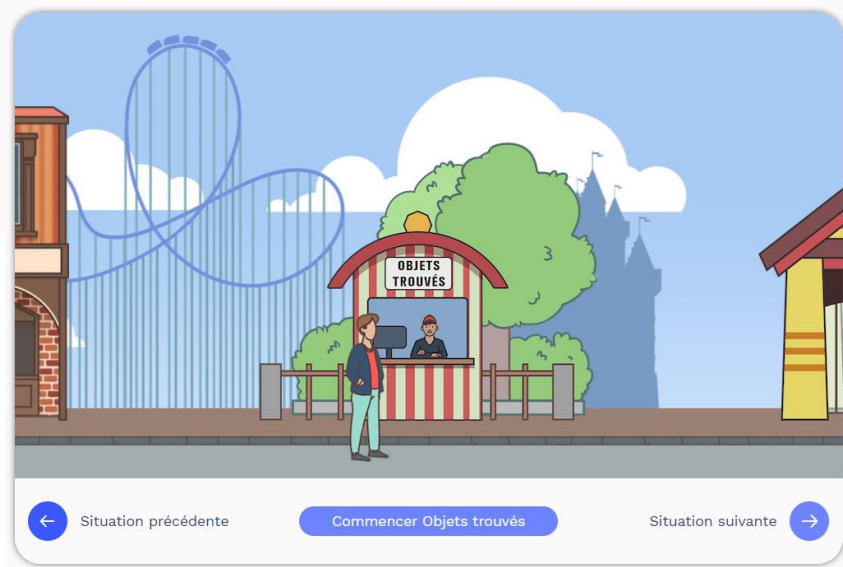 OBJETS
TROUVÉS
Situation précédente
Commencer Objets trouvés
Situation suivante